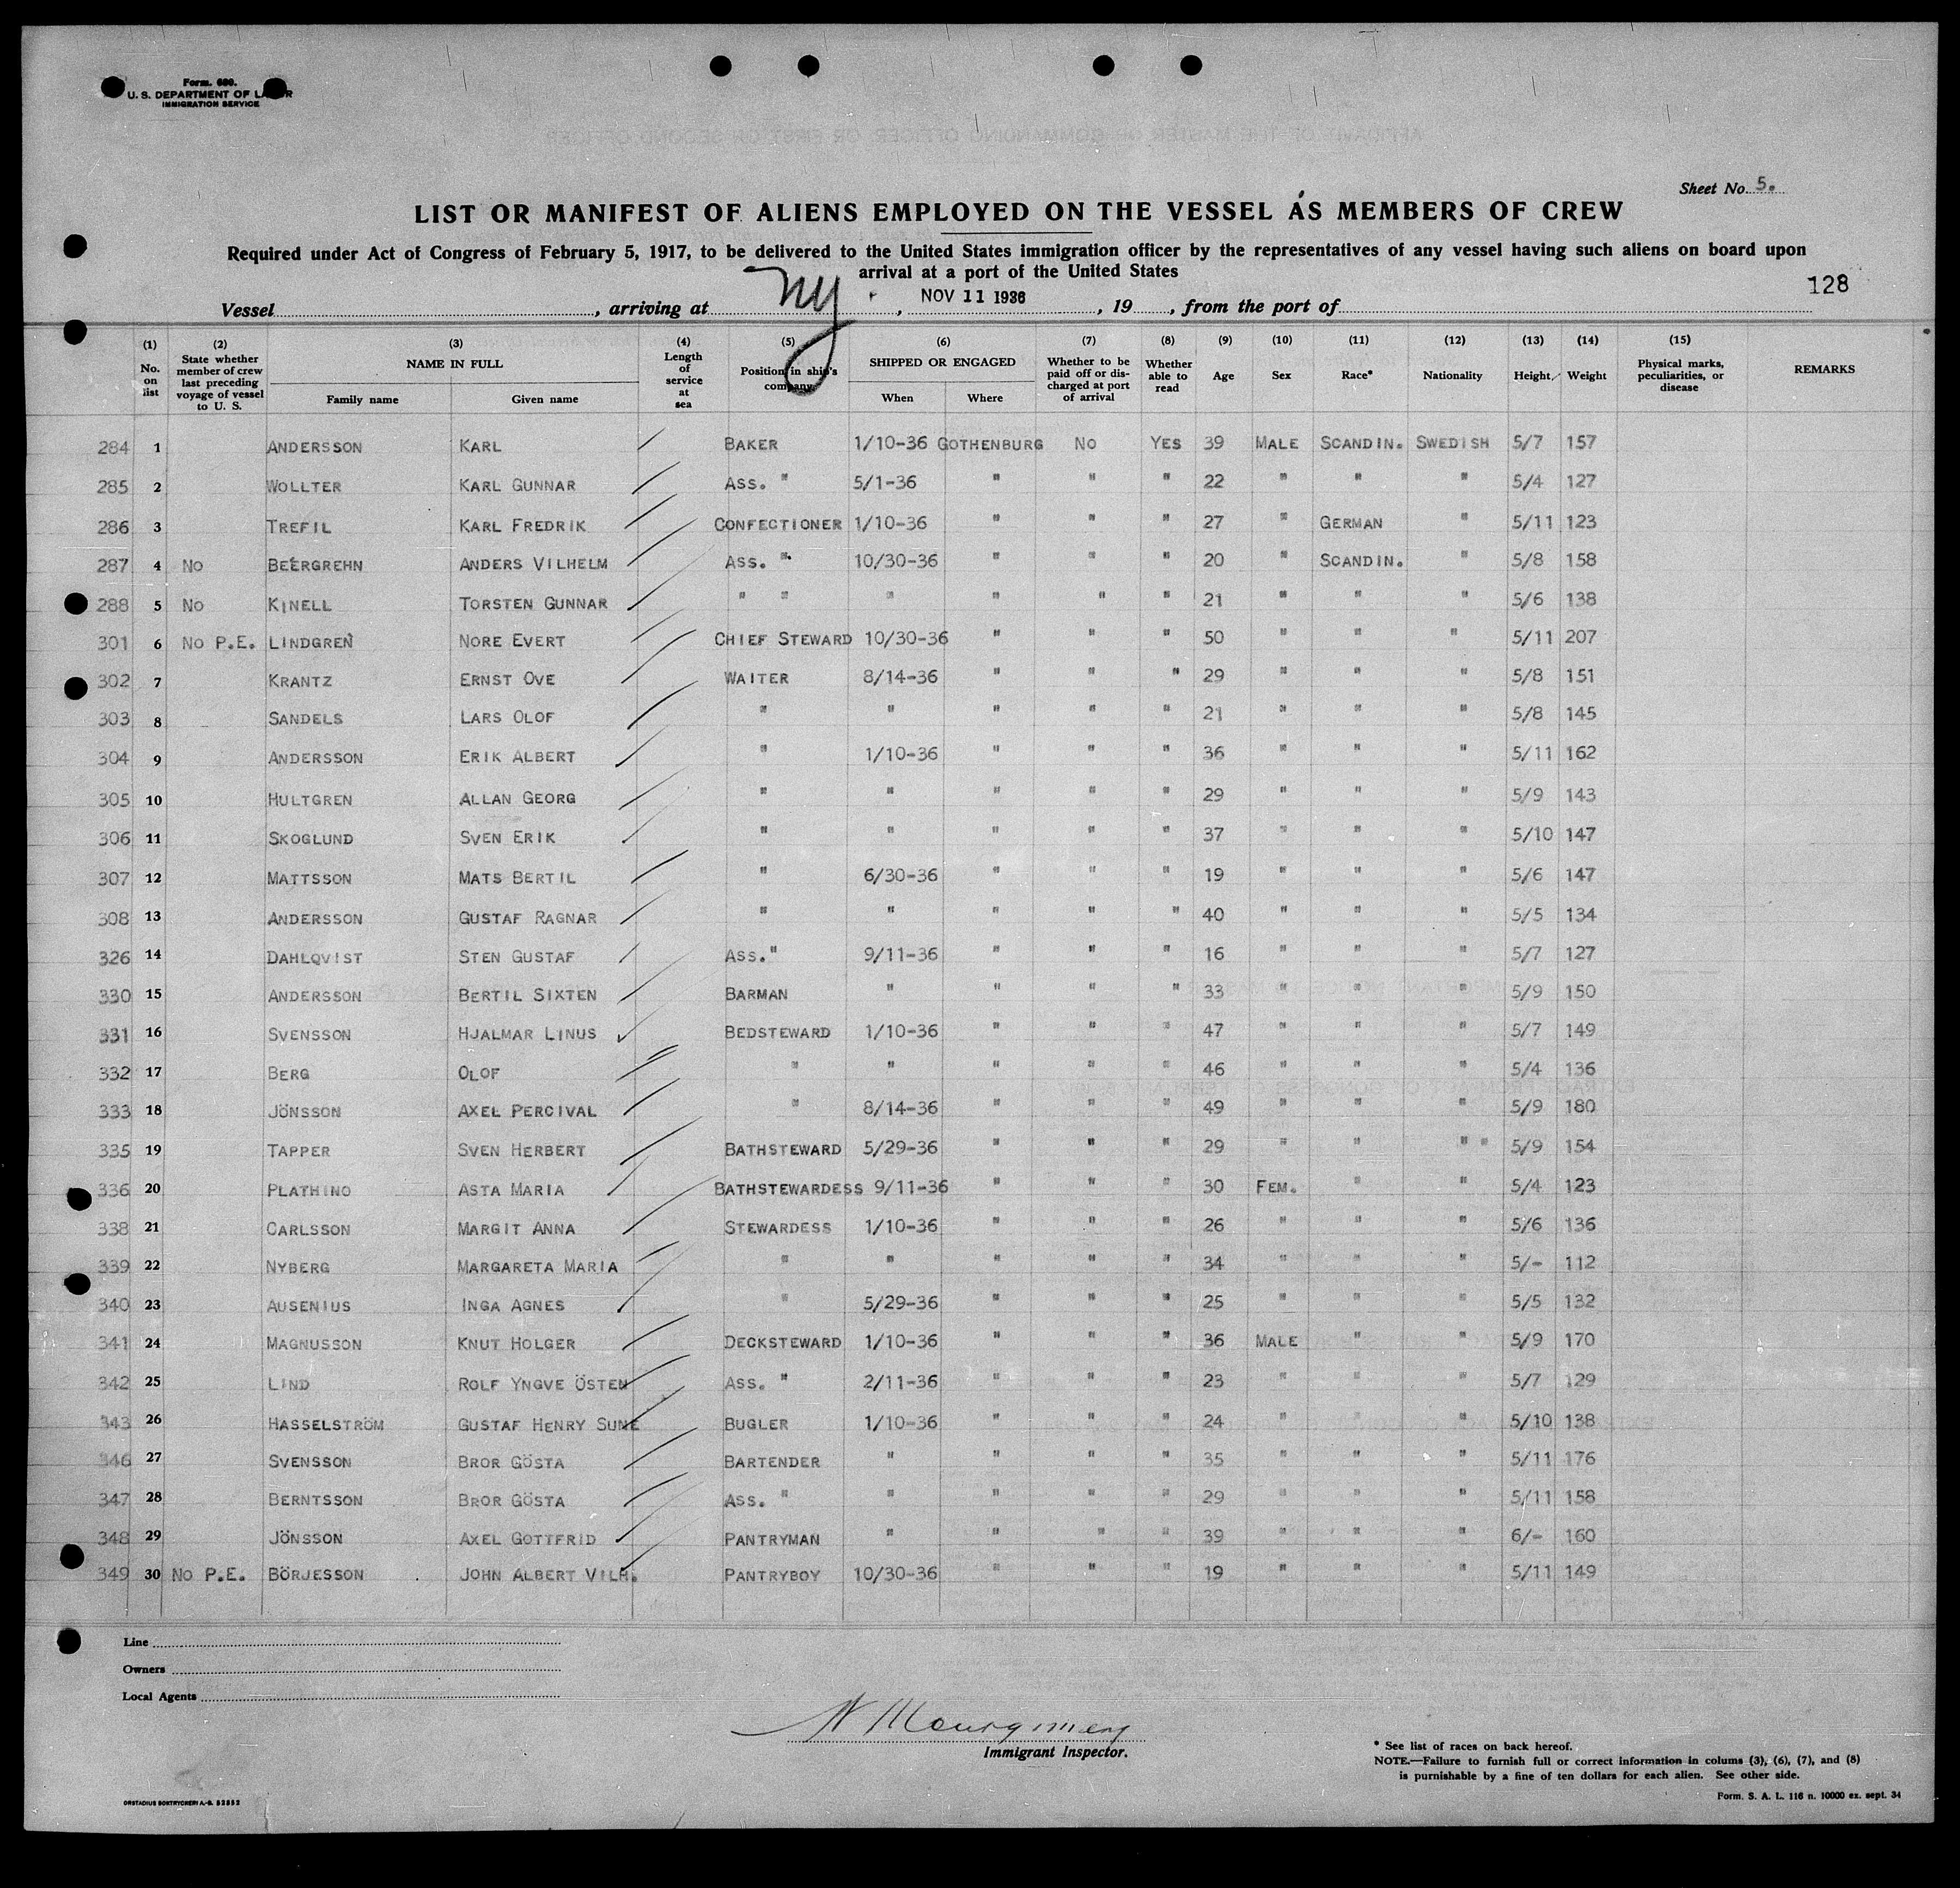 Form. 680.
U. S. DEPARTMENT OF LABOR
IMMIGRATION SERVICE
Sheet No. 5.
LIST OR MANIFEST OF ALIENS EMPLOYED ON THE VESSEL AS MEMBERS OF CREW
Required under Act of Congress of February 5, 1917, to be delivered to the United States immigration officer by the representatives of any vessel having such aliens on board upon
arrival at a port of the United States
128
Vessel , arriving at NY , NOV 11 1936 , 19 , from the port of
(1) (2) (3) (4) (5) (6) (7) (8) (9) (10) (11) (12) (13) (14) (15)
No. on list State whether member of crew last preceding voyage of vessel to U. S. NAME IN FULL Family name Given name Length of service at sea Position in ship's company SHIPPED OR ENGAGED When Where Whether to be paid off or discharged at port of arrival Whether able to read Age Sex Race* Nationality Height Weight Physical marks, peculiarities, or disease REMARKS
284 1 ANDERSSON KARL BAKER 1/10-36 GOTHENBURG NO YES 39 MALE SCANDIN. SWEDISH 5/7 157
285 2 WOLLTER KARL GUNNAR ASS. " 5/1-36 " " " 22 " " " 5/4 127
286 3 TREFIL KARL FREDRIK CONFECTIONER 1/10-36 " " " 27 " GERMAN " 5/11 123
287 4 NO BEERGREHN ANDERS VILHELM ASS. " 10/30-36 " " " 20 " SCANDIN. " 5/8 158
288 5 NO KINELL TORSTEN GUNNAR " " " " " " 21 " " " 5/6 138
301 6 NO P.E. LINDGREN NORE EVERT CHIEF STEWARD 10/30-36 " " " 50 " " " 5/11 207
302 7 KRANTZ ERNST OVE WAITER 8/14-36 " " " 29 " " " 5/8 151
303 8 SANDELS LARS OLOF " " " " " 21 " " " 5/8 145
304 9 ANDERSSON ERIK ALBERT " 1/10-36 " " " 36 " " " 5/11 162
305 10 HULTGREN ALLAN GEORG " " " " " 29 " " " 5/9 143
306 11 SKOGLUND SVEN ERIK " " " " " 37 " " " 5/10 147
307 12 MATTSSON MATS BERTIL " 6/30-36 " " " 19 " " " 5/6 147
308 13 ANDERSSON GUSTAF RAGNAR " " " " " 40 " " " 5/5 134
326 14 DAHLQVIST STEN GUSTAF ASS. " 9/11-36 " " " 16 " " " 5/7 127
330 15 ANDERSSON BERTIL SIXTEN BARMAN " " " " 33 " " " 5/9 150
331 16 SVENSSON HJALMAR LINUS BEDSTEWARD 1/10-36 " " " 47 " " " 5/7 149
332 17 BERG OLOF " " " " " 46 " " " 5/4 136
333 18 JÖNSSON AXEL PERCIVAL " 8/14-36 " " " 49 " " " 5/9 180
335 19 TAPPER SVEN HERBERT BATHSTEWARD 5/29-36 " " " 29 " " " " 5/9 154
336 20 PLATHINO ASTA MARIA BATHSTEWARDESS 9/11-36 " " " 30 FEM. " " 5/4 123
338 21 CARLSSON MARGIT ANNA STEWARDESS 1/10-36 " " " 26 " " " 5/6 136
339 22 NYBERG MARGARETA MARIA " " " " " 34 " " " 5/- 112
340 23 AUSENIUS INGA AGNES " 5/29-36 " " " 25 " " " 5/5 132
341 24 MAGNUSSON KNUT HOLGER DECKSTEWARD 1/10-36 " " " 36 MALE " " 5/9 170
342 25 LIND ROLF YNGVE ÖSTEN ASS. " 2/11-36 " " " 23 " " " 5/7 129
343 26 HASSELSTRÖM GUSTAF HENRY SUNE BUGLER 1/10-36 " " " 24 " " " 5/10 138
346 27 SVENSSON BROR GÖSTA BARTENDER " " " " 35 " " " 5/11 176
347 28 BERNTSSON BROR GÖSTA ASS. " " " " " 29 " " " 5/11 158
348 29 JÖNSSON AXEL GOTTFRID PANTRYMAN " " " " 39 " " " 6/- 160
349 30 NO P.E. BÖRJESSON JOHN ALBERT VILH. PANTRYBOY 10/30-36 " " " 19 " " " 5/11 149
Line
Owners
Local Agents
Immigrant Inspector.
* See list of races on back hereof.
NOTE.—Failure to furnish full or correct information in colums (3), (6), (7), and (8)
is purnishable by a fine of ten dollars for each alien. See other side.
ORSTADIUS BOKTRYCKERI A.-B. 52552
Form. S. A. L. 116 n. 10000 ex. sept. 34